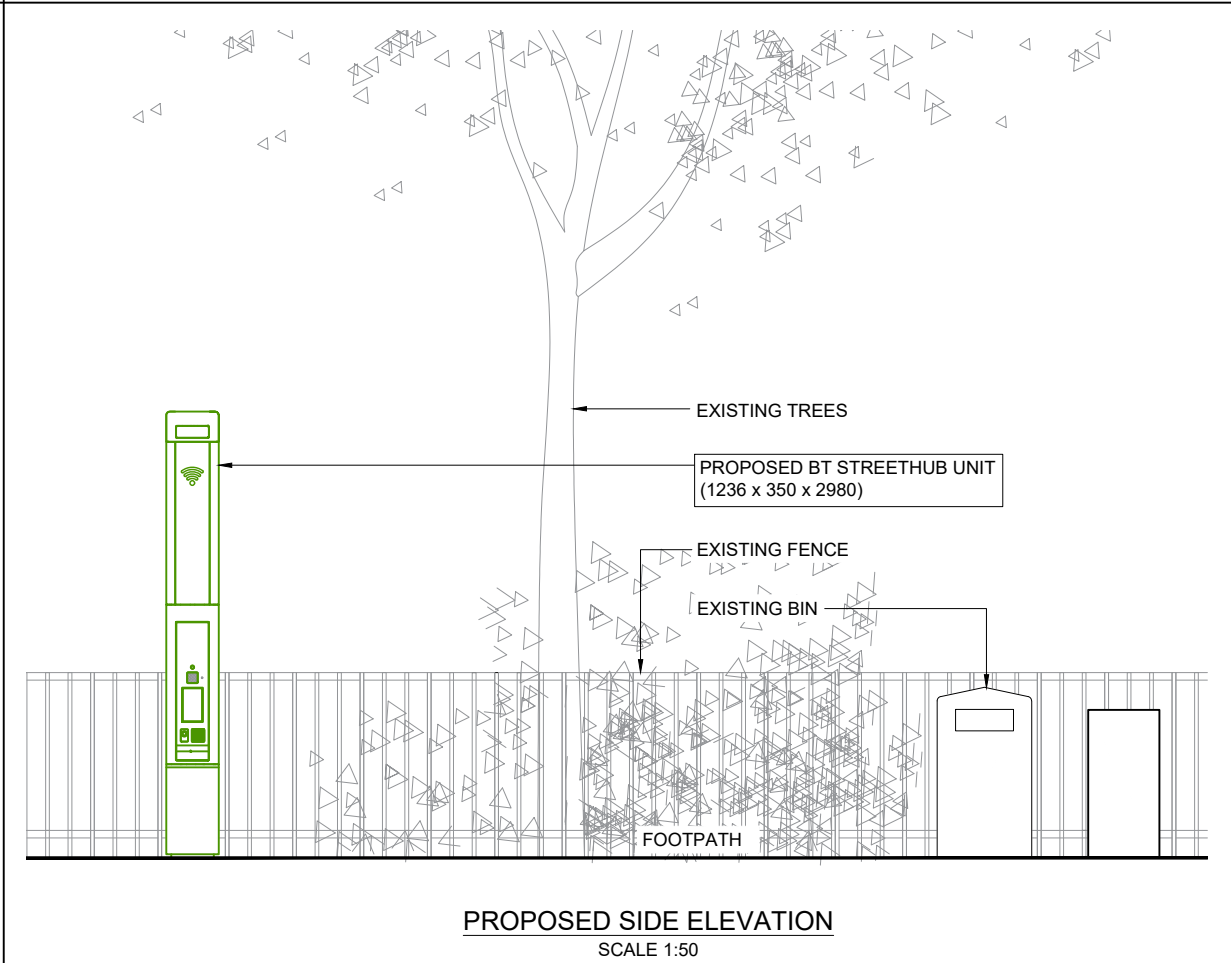 EXISTING TREES
PROPOSED BT STREETHUB UNIT
(1236 x 350 x 2980)
EXISTING FENCE
EXISTING BIN
FOOTPATH
PROPOSED SIDE ELEVATION
SCALE 1:50